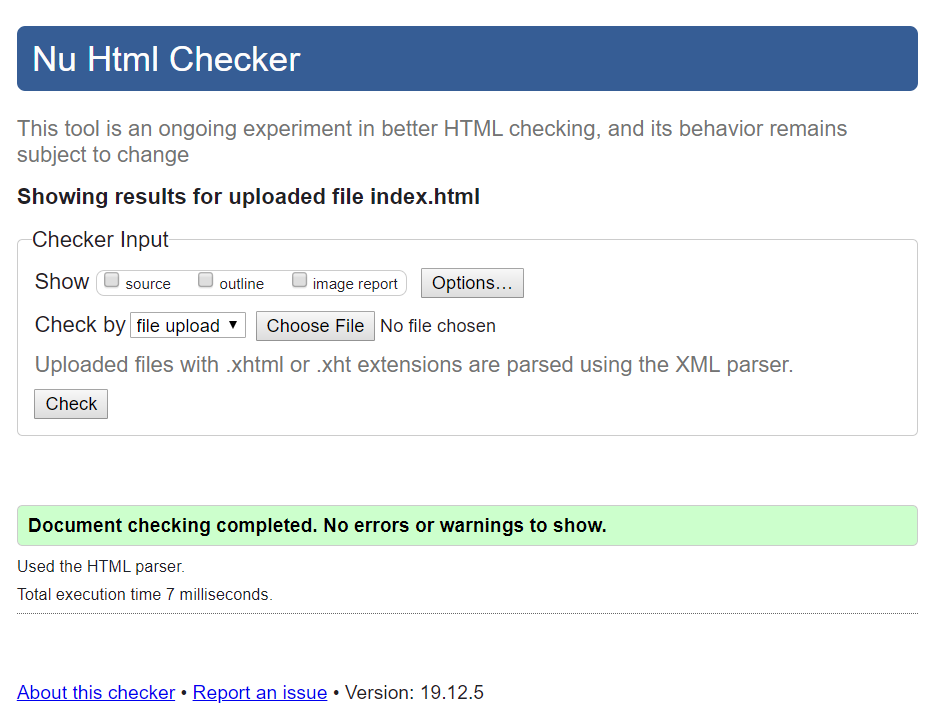 Nu Html Checker
This tool is an ongoing experiment in better HTML checking, and its behavior remains
subject to change
Showing results for uploaded file index.html
Checker Input
Show source outline image report Options...
Check by file upload ▼ Choose File No file chosen
Uploaded files with .xhtml or .xht extensions are parsed using the XML parser.
Check
Document checking completed. No errors or warnings to show.
Used the HTML parser.
Total execution time 7 milliseconds.
About this checker • Report an issue • Version: 19.12.5